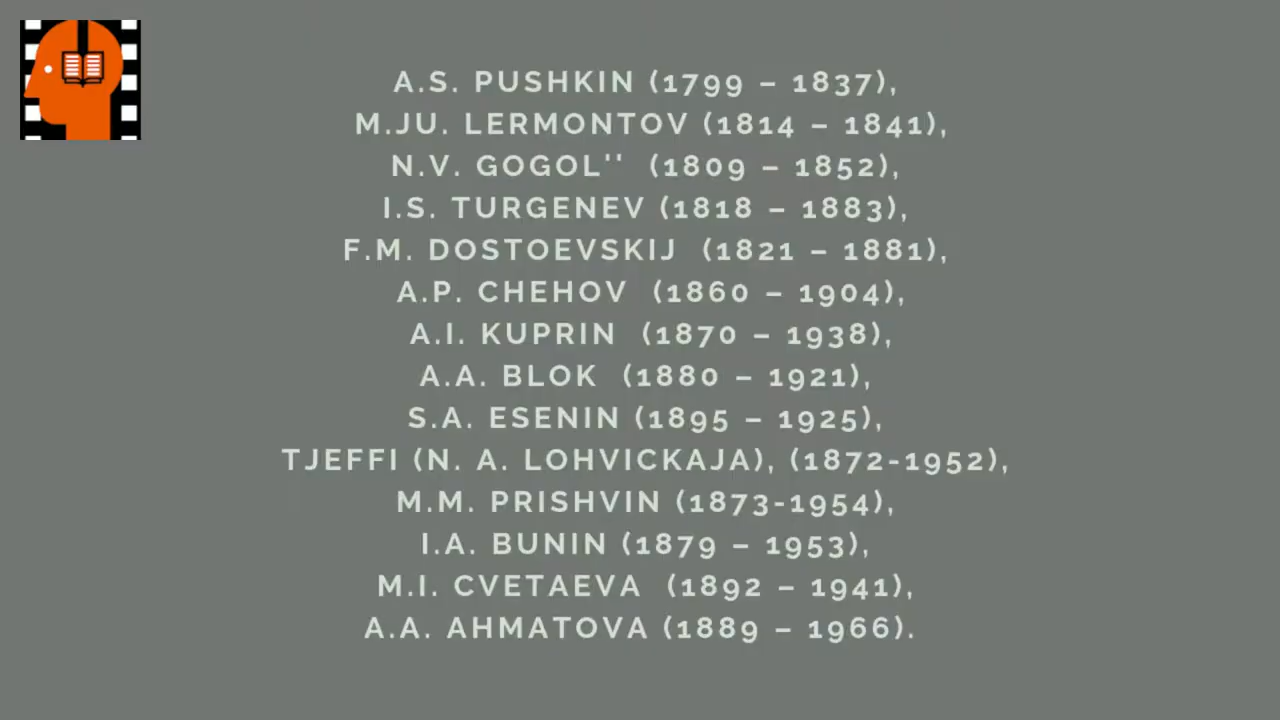 A.S. PUSHKIN (1799 – 1837),
M.JU. LERMONTOV (1814 – 1841),
N.V. GOGOL'' (1809 – 1852),
I.S. TURGENEV (1818 – 1883),
F.M. DOSTOEVSKIJ (1821 – 1881),
A.P. CHEHOV (1860 – 1904),
A.I. KUPRIN (1870 – 1938),
A.A. BLOK (1880 – 1921),
S.A. ESENIN (1895 – 1925),
TJEFFI (N. A. LOHVICKAJA), (1872-1952),
M.M. PRISHVIN (1873-1954),
I.A. BUNIN (1879 – 1953),
M.I. CVETAEVA (1892 – 1941),
A.A. AHMATOVA (1889 – 1966).